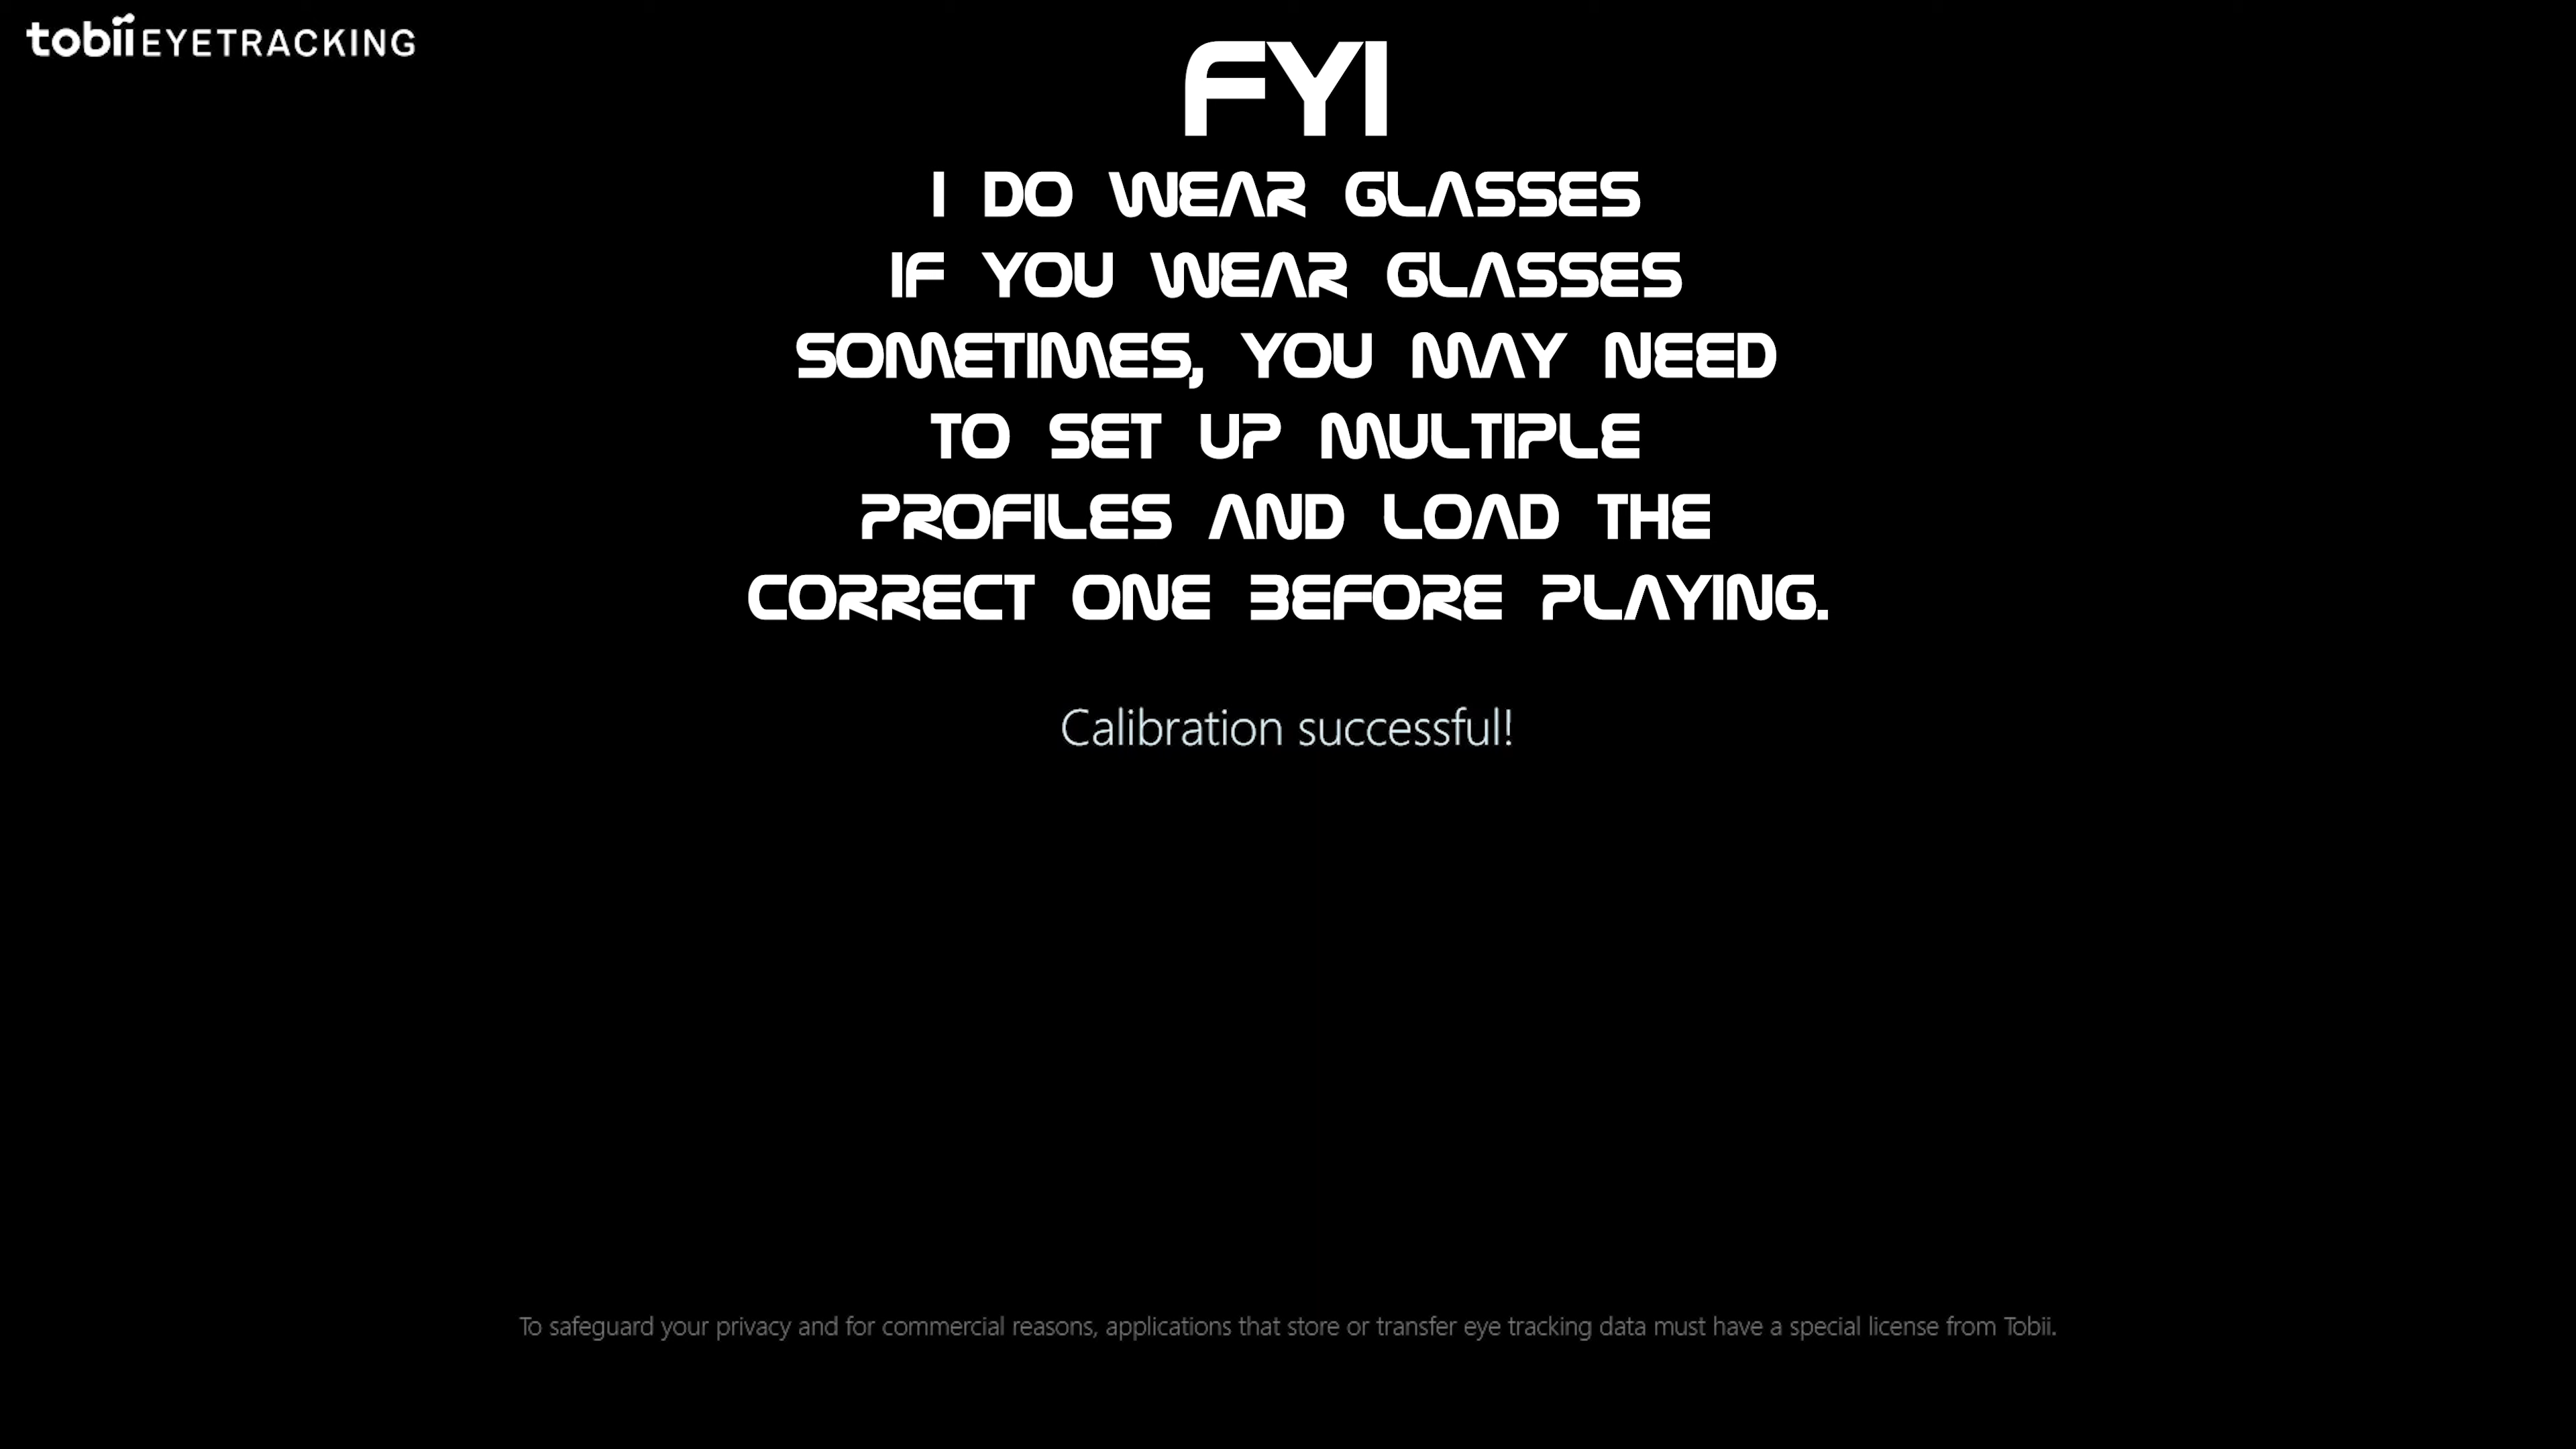 tobii EYETRACKING
FYI
I DO WEAR GLASSES
IF YOU WEAR GLASSES
SOMETIMES, YOU MAY NEED
TO SET UP MULTIPLE
PROFILES AND LOAD THE
CORRECT ONE BEFORE PLAYING.
Calibration successful!
To safeguard your privacy and for commercial reasons, applications that store or transfer eye tracking data must have a special license from Tobii.